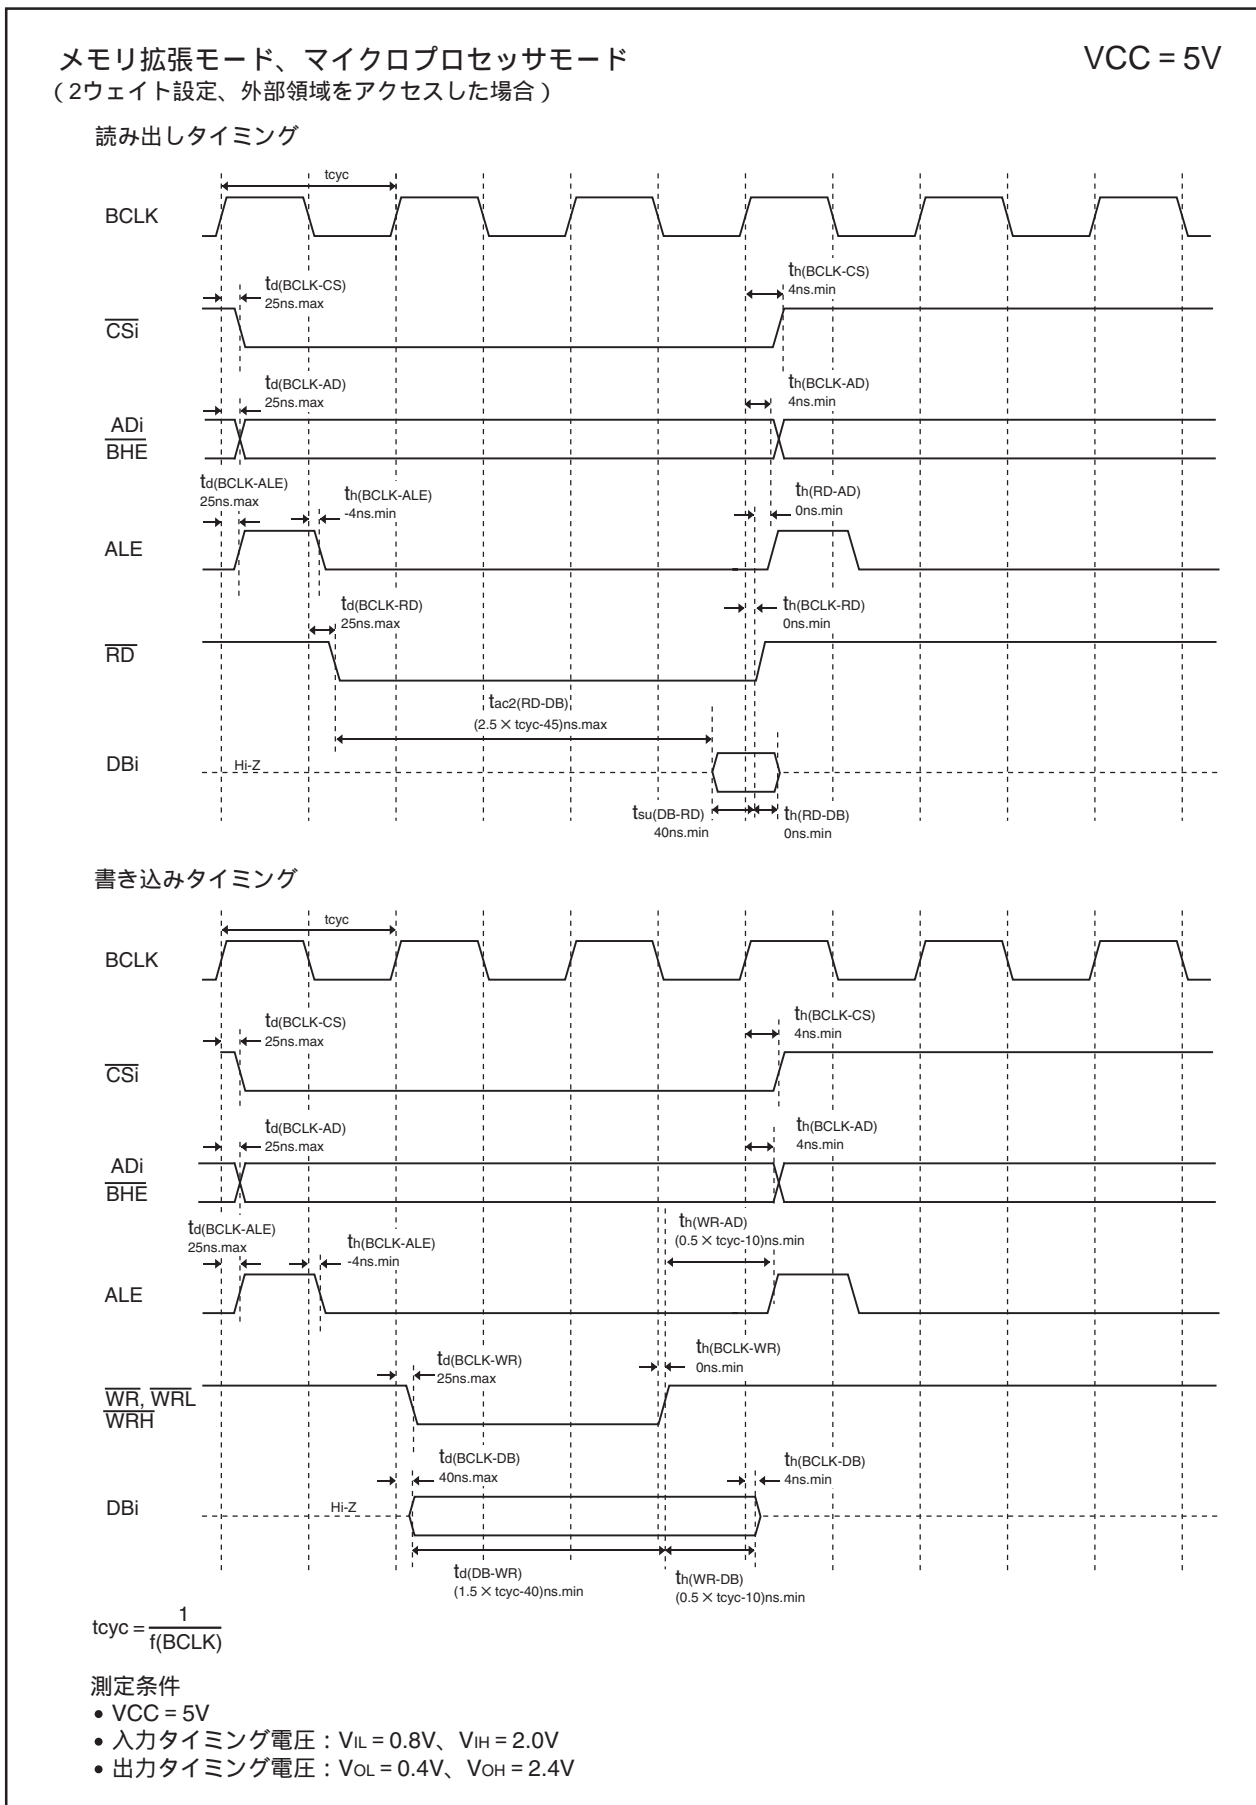 メモリ拡張モード、マイクロプロセッサモード
VCC = 5V
（2ウェイト設定、外部領域をアクセスした場合）
読み出しタイミング
tcyc
BCLK
td(BCLK-CS)
25ns.max
th(BCLK-CS)
4ns.min
CSi
td(BCLK-AD)
25ns.max
th(BCLK-AD)
4ns.min
ADi
BHE
td(BCLK-ALE)
25ns.max
th(BCLK-ALE)
-4ns.min
th(RD-AD)
0ns.min
ALE
td(BCLK-RD)
25ns.max
th(BCLK-RD)
0ns.min
RD
tac2(RD-DB)
(2.5 × tcyc-45)ns.max
DBi
Hi-Z
tsu(DB-RD)
40ns.min
th(RD-DB)
0ns.min
書き込みタイミング
tcyc
BCLK
td(BCLK-CS)
25ns.max
th(BCLK-CS)
4ns.min
CSi
td(BCLK-AD)
25ns.max
th(BCLK-AD)
4ns.min
ADi
BHE
td(BCLK-ALE)
25ns.max
th(BCLK-ALE)
-4ns.min
th(WR-AD)
(0.5 × tcyc-10)ns.min
ALE
td(BCLK-WR)
25ns.max
th(BCLK-WR)
0ns.min
WR, WRL
WRH
td(BCLK-DB)
40ns.max
th(BCLK-DB)
4ns.min
DBi
Hi-Z
td(DB-WR)
(1.5 × tcyc-40)ns.min
th(WR-DB)
(0.5 × tcyc-10)ns.min
tcyc = 1
f(BCLK)
測定条件
• VCC = 5V
• 入力タイミング電圧：VIL = 0.8V、VIH = 2.0V
• 出力タイミング電圧：VOL = 0.4V、VOH = 2.4V